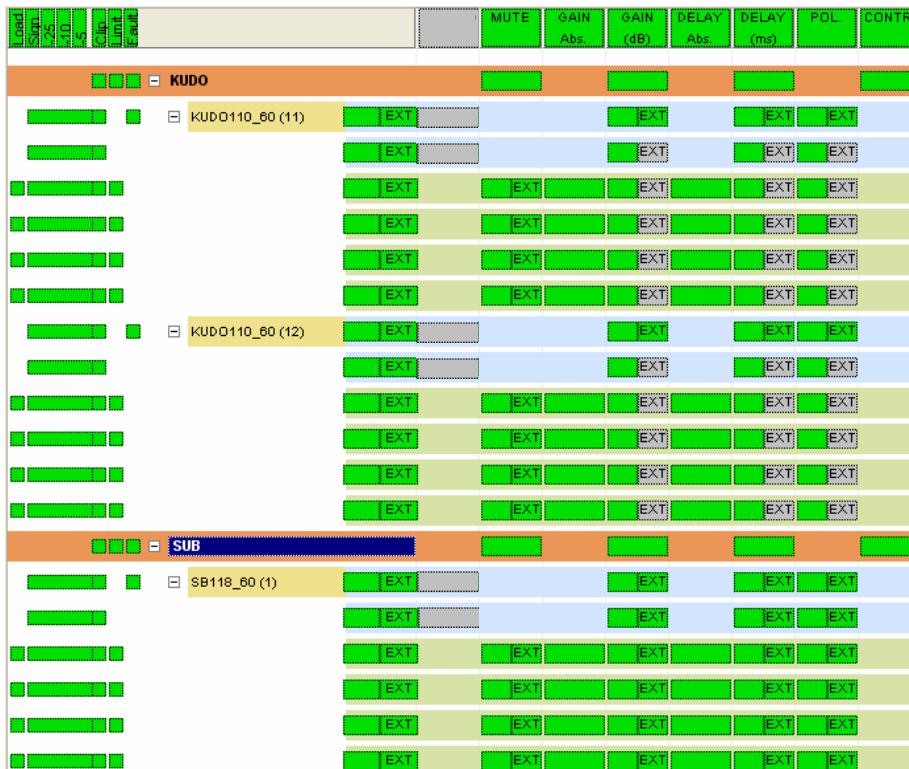 Load Sign. -25 -10 -5 Clip Limit Fault MUTE GAIN Abs. GAIN (dB) DELAY Abs. DELAY (ms) POL. CONTR
KUDO
KUDO110_60 (11) EXT EXT EXT EXT
EXT EXT EXT EXT
EXT EXT EXT EXT EXT
EXT EXT EXT EXT EXT
EXT EXT EXT EXT EXT
EXT EXT EXT EXT EXT
KUDO110_60 (12) EXT EXT EXT EXT
EXT EXT EXT EXT
EXT EXT EXT EXT EXT
EXT EXT EXT EXT EXT
EXT EXT EXT EXT EXT
EXT EXT EXT EXT EXT
SUB
SB118_60 (1) EXT EXT EXT EXT
EXT EXT EXT EXT
EXT EXT EXT EXT EXT
EXT EXT EXT EXT EXT
EXT EXT EXT EXT EXT
EXT EXT EXT EXT EXT